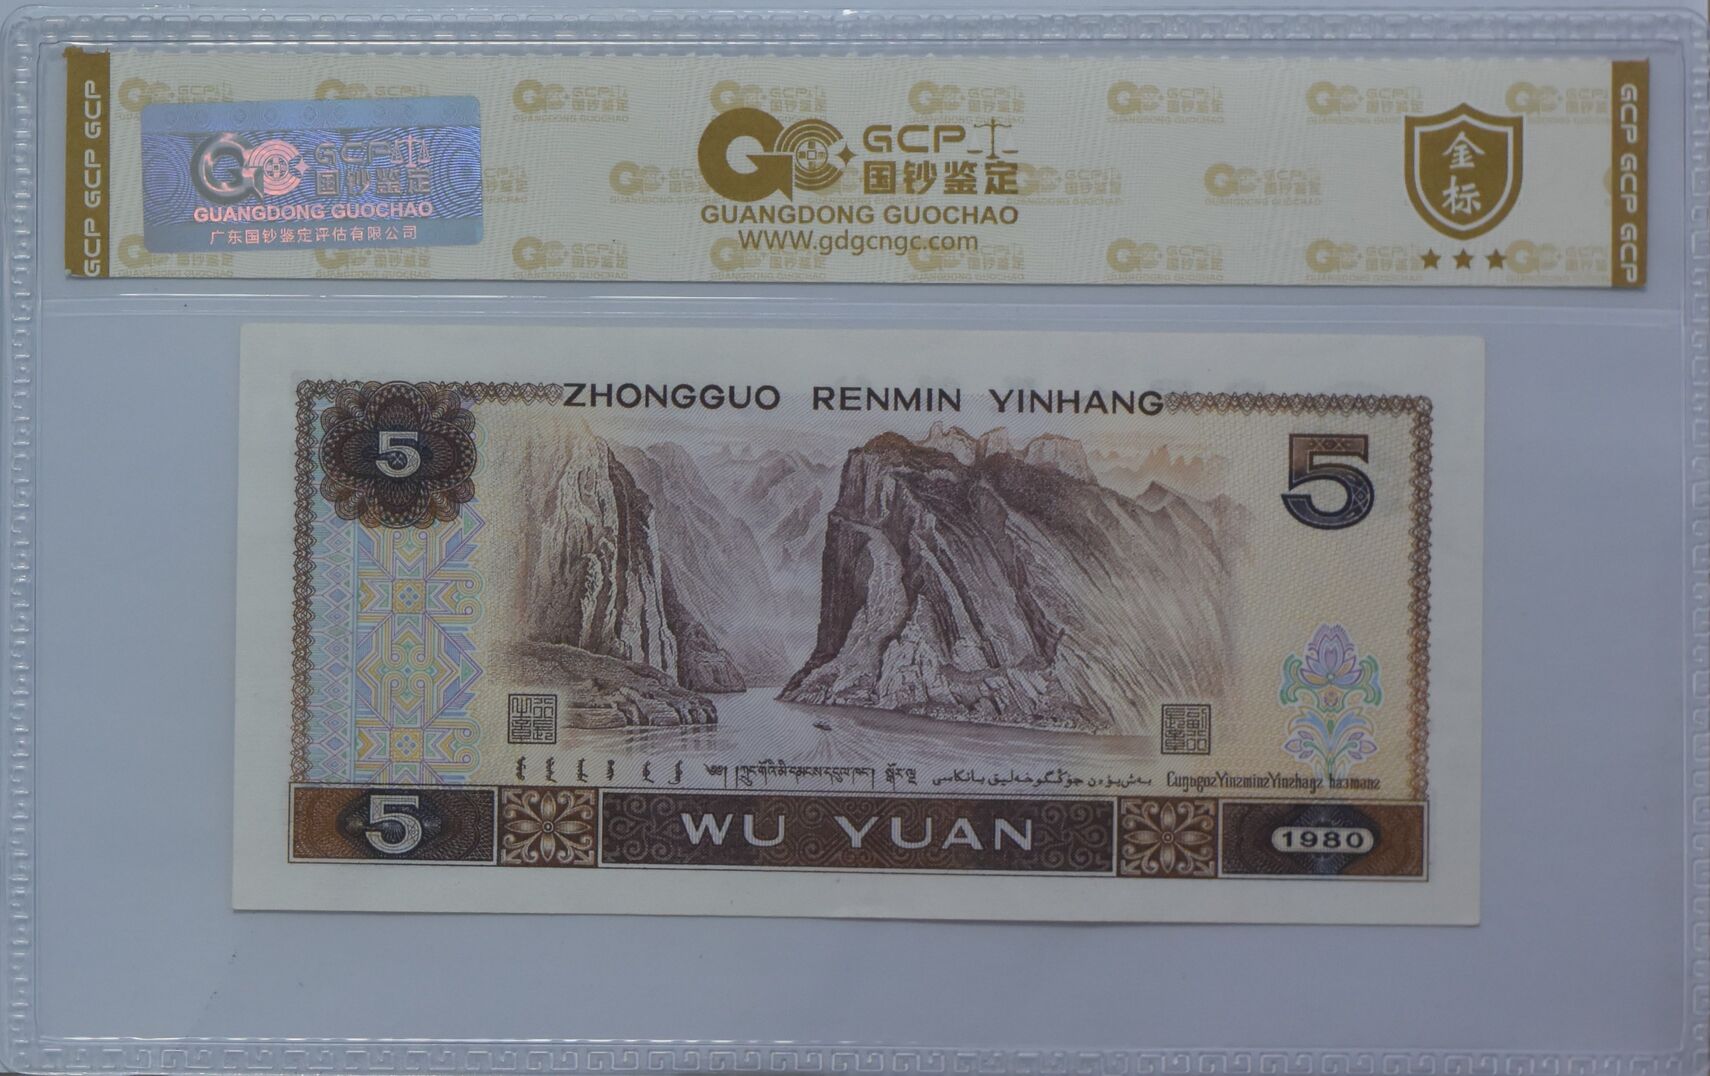 GCP GCP GCP
GCP
国钞鉴定
GUANGDONG GUOCHAO
广东国钞鉴定评估有限公司
GCP
国钞鉴定
GUANGDONG GUOCHAO
WWW.gdgcngc.com
金标
GCP GCP GCP
ZHONGGUO RENMIN YINHANG
5
5
5
WU YUAN
1980